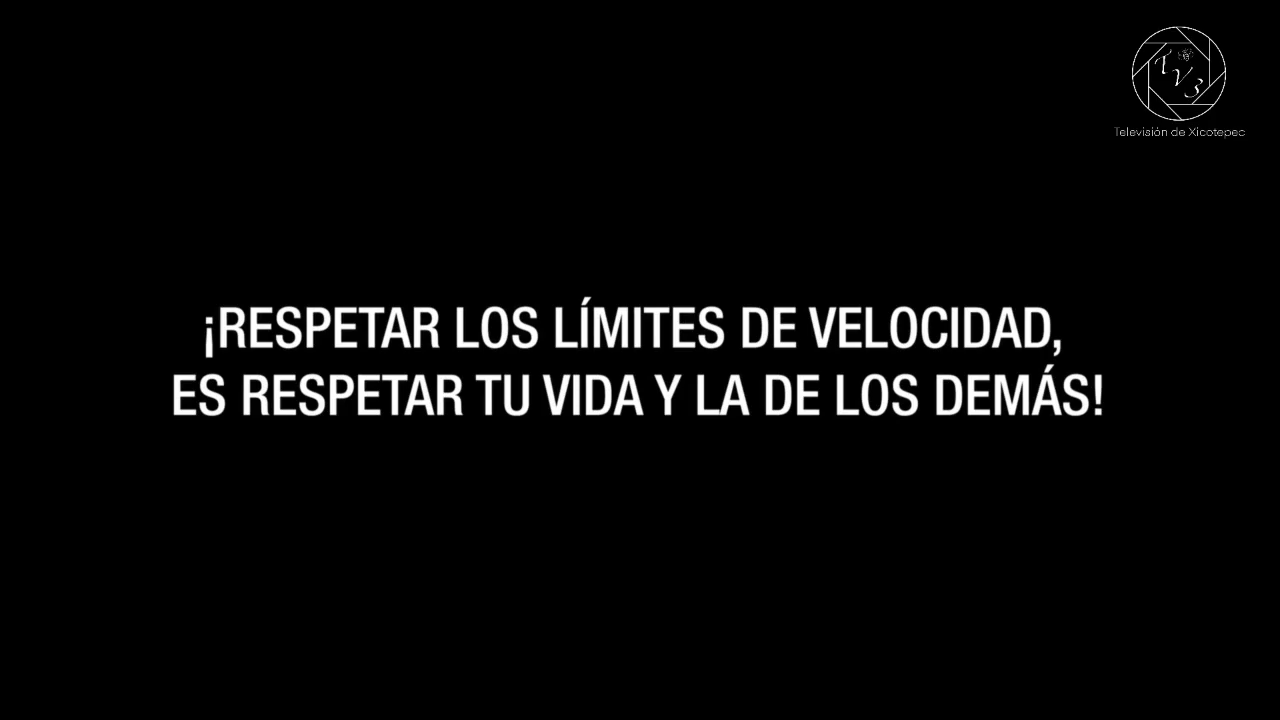 TV3
Televisión de Xicotepec
¡RESPETAR LOS LÍMITES DE VELOCIDAD,
ES RESPETAR TU VIDA Y LA DE LOS DEMÁS!